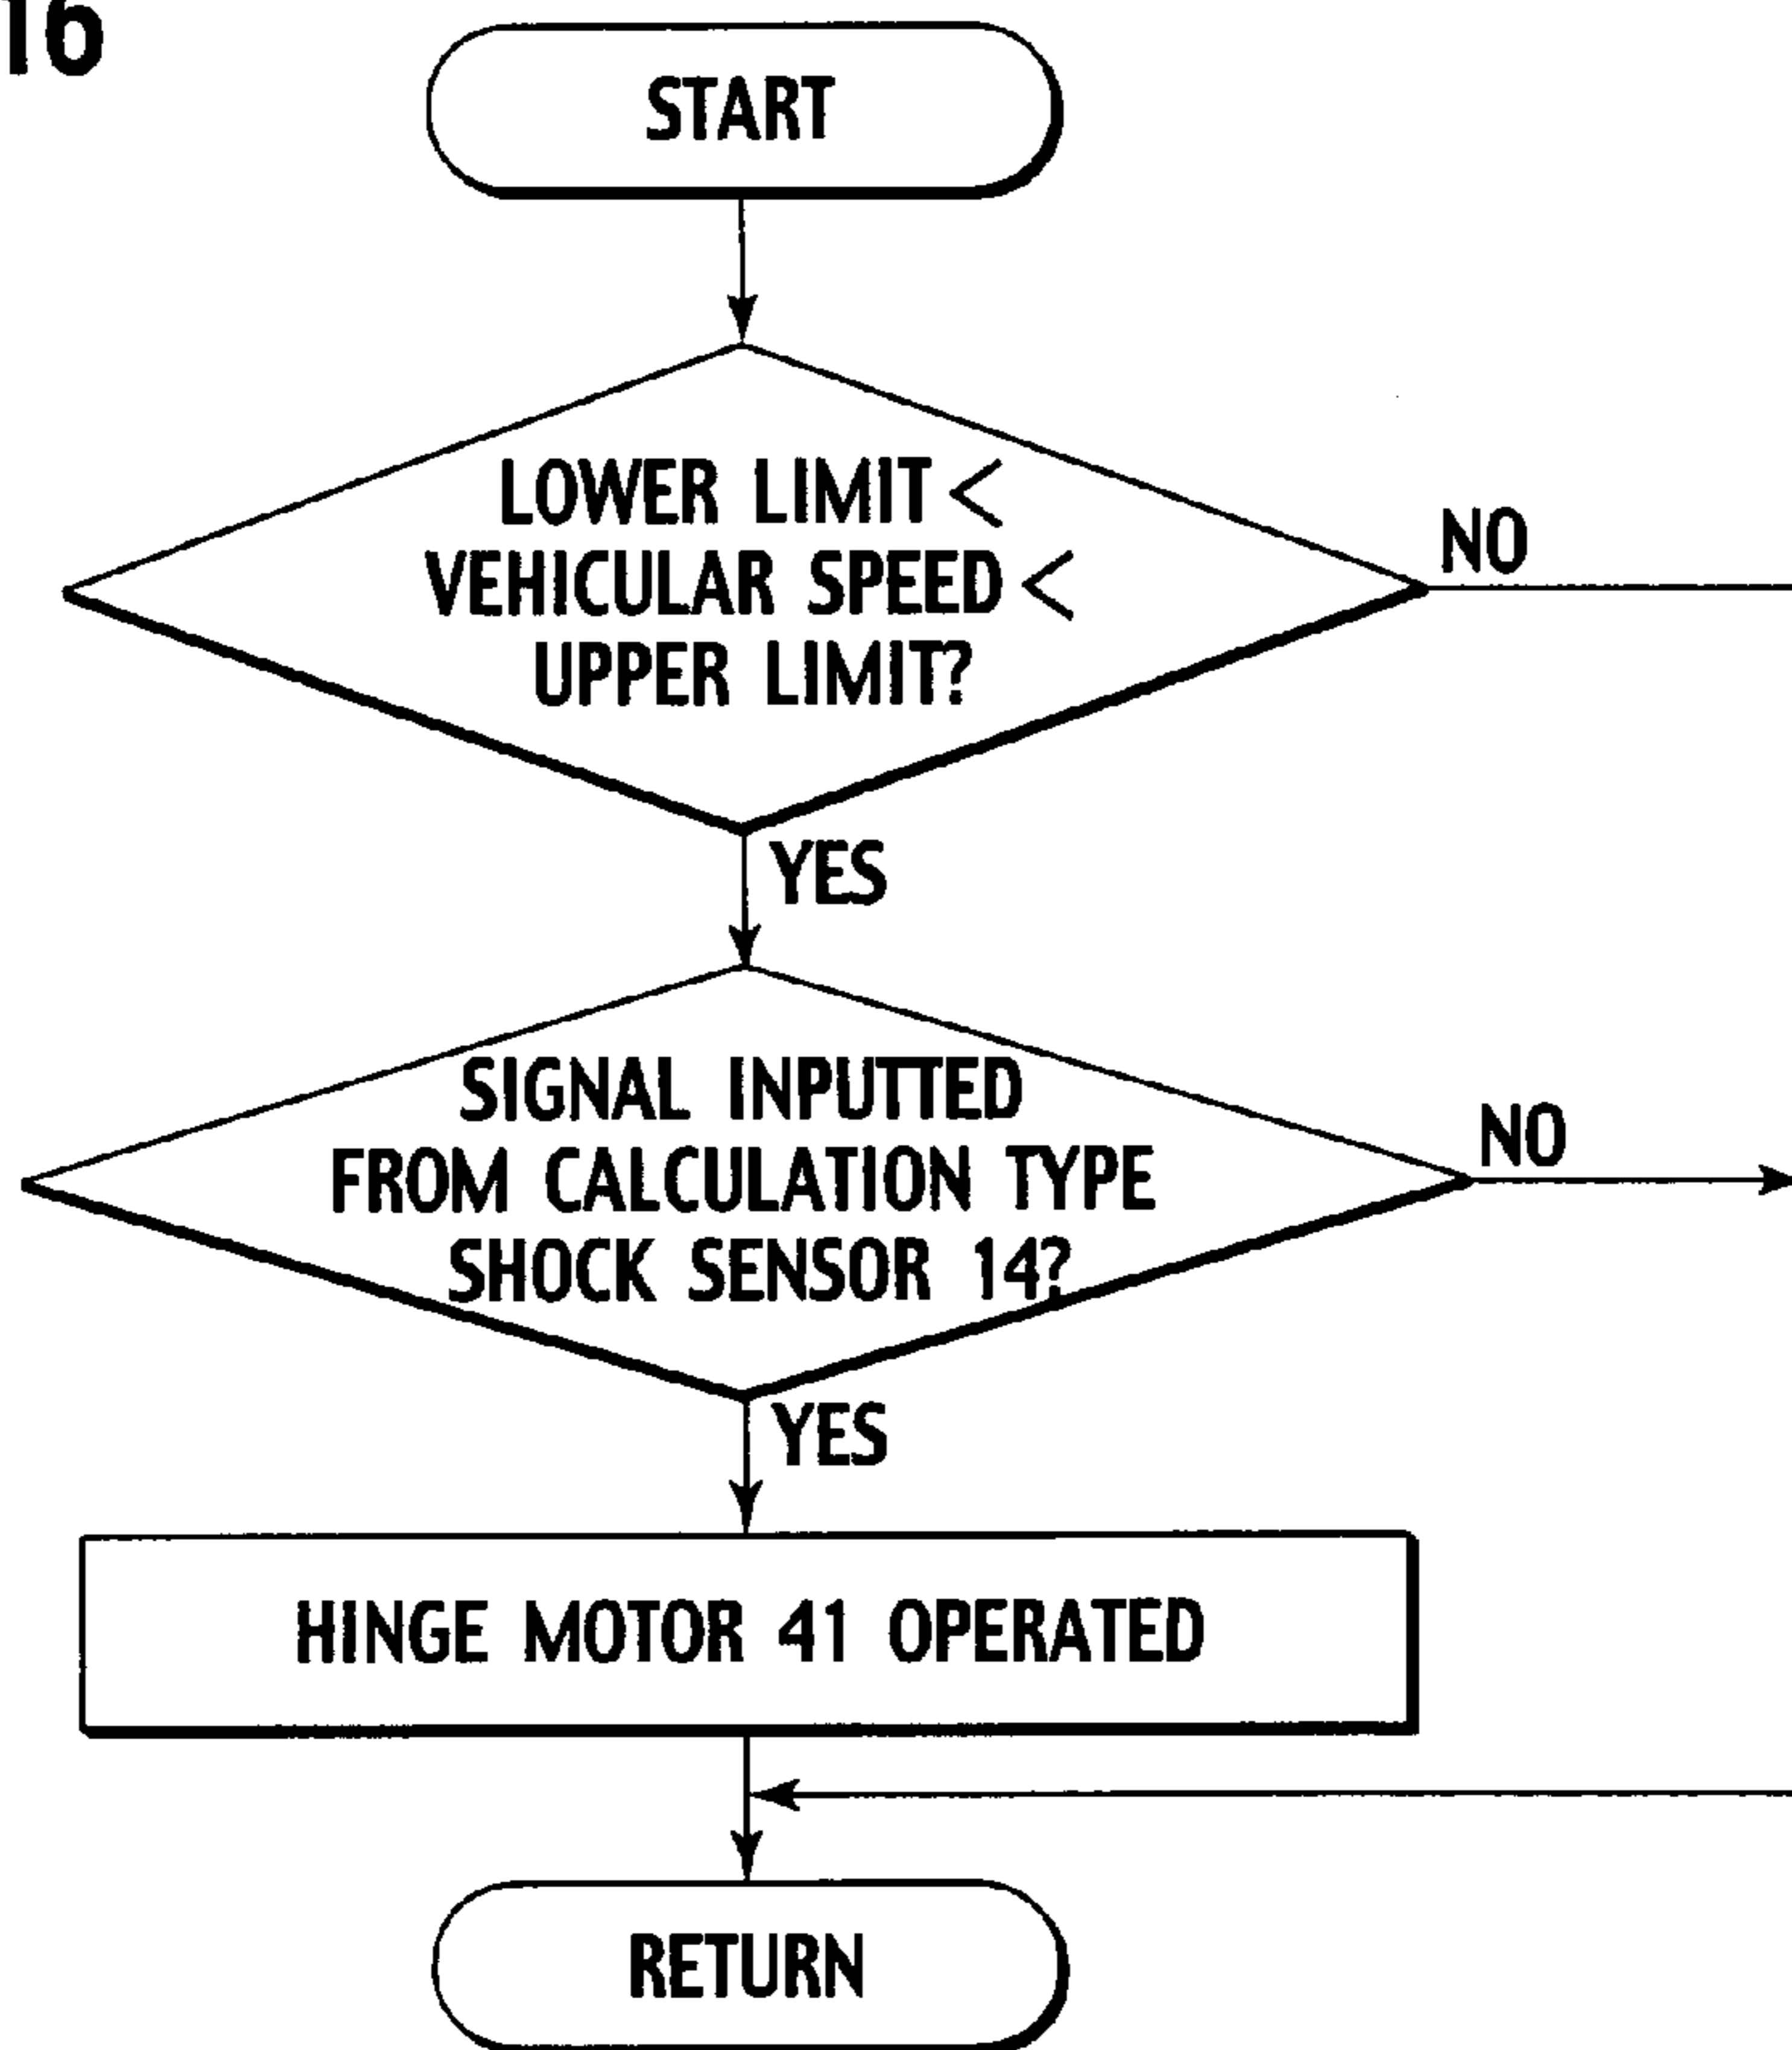 16
START
LOWER LIMIT <
VEHICULAR SPEED <
UPPER LIMIT?
NO
YES
SIGNAL INPUTTED
FROM CALCULATION TYPE
SHOCK SENSOR 14?
NO
YES
HINGE MOTOR 41 OPERATED
RETURN